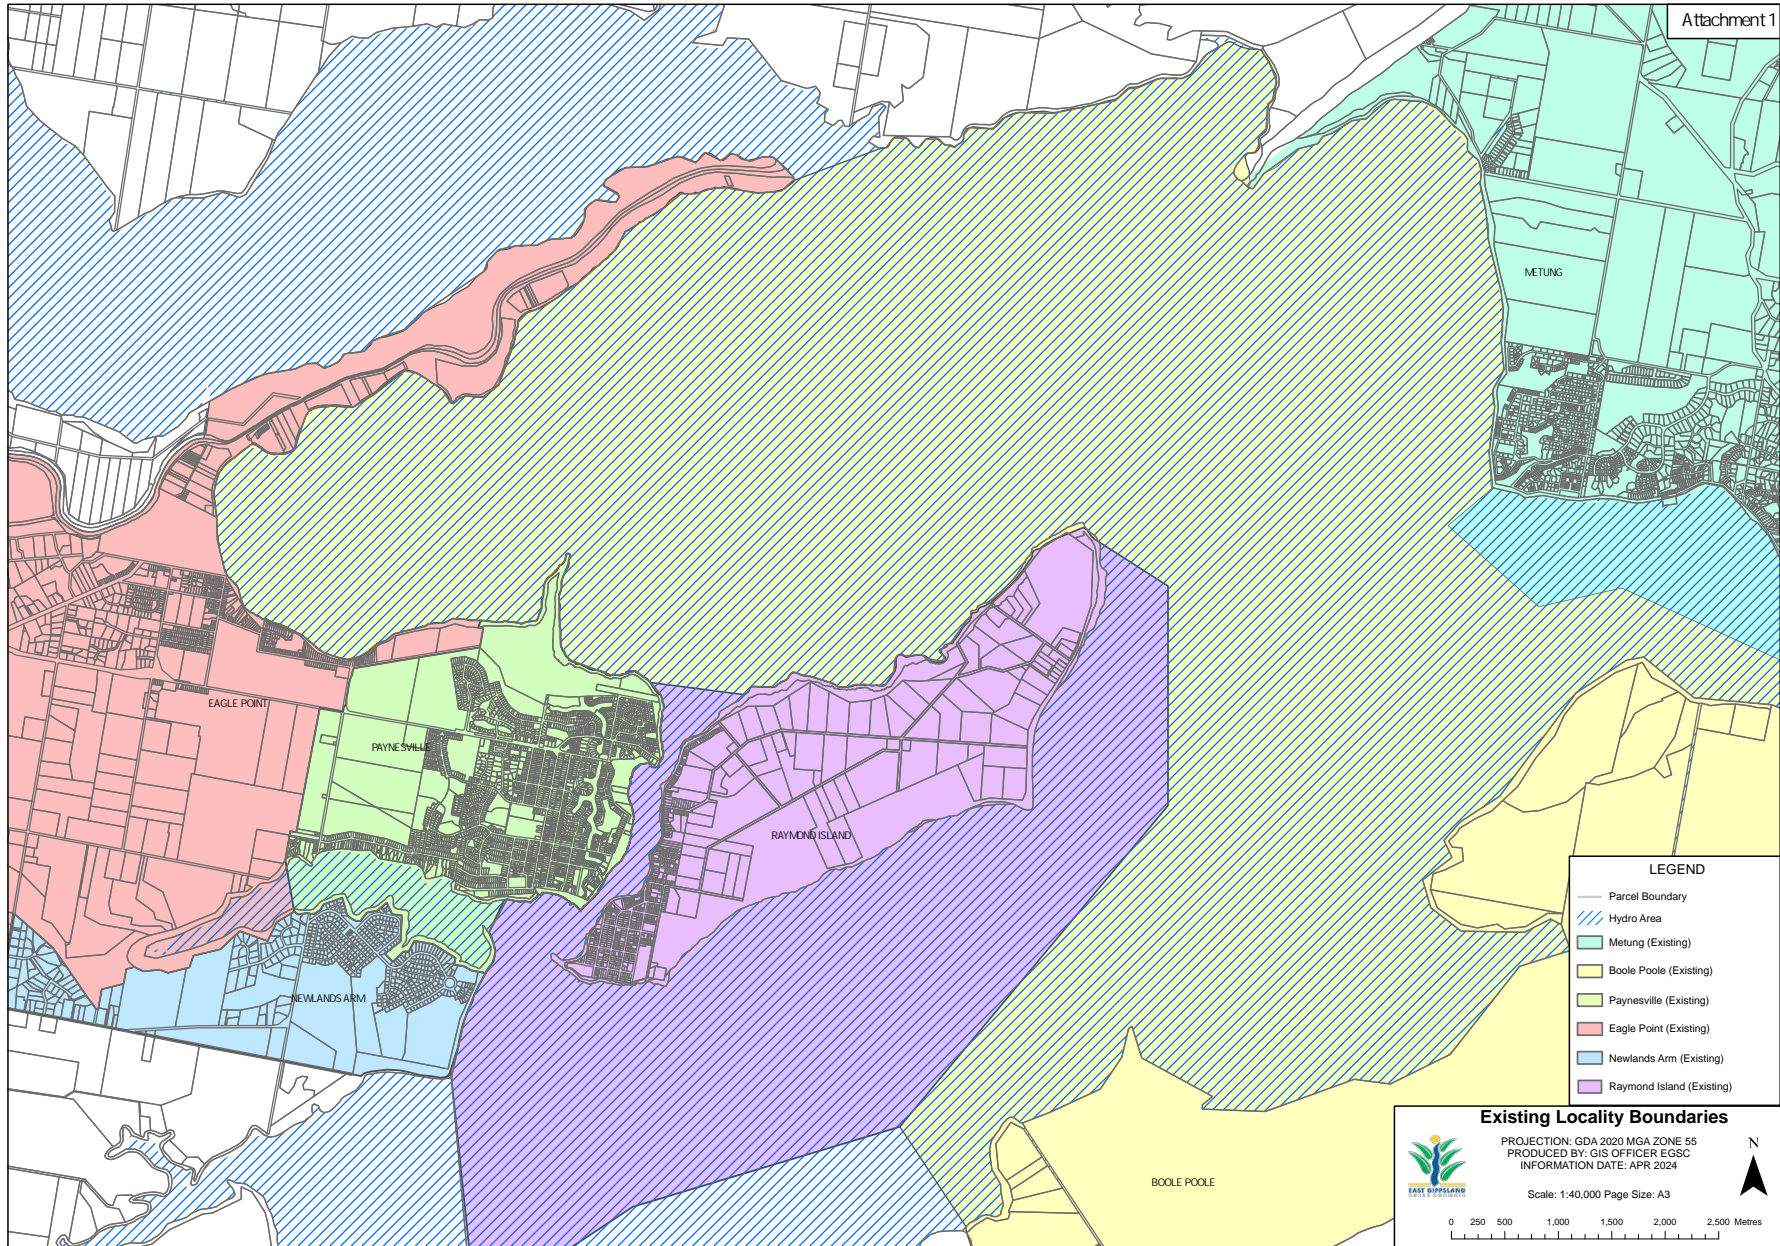 Attachment 1
METUNG
EAGLE POINT
PAYNESVILLE
RAYMOND ISLAND
NEWLANDS ARM
BOOLE POOLE
LEGEND
Parcel Boundary
Hydro Area
Metung (Existing)
Boole Poole (Existing)
Paynesville (Existing)
Eagle Point (Existing)
Newlands Arm (Existing)
Raymond Island (Existing)
Existing Locality Boundaries
PROJECTION: GDA 2020 MGA ZONE 55
PRODUCED BY: GIS OFFICER EGSC
INFORMATION DATE: APR 2024
Scale: 1:40,000 Page Size: A3
N
EAST GIPPSLAND
0 250 500 1,000 1,500 2,000 2,500 Metres